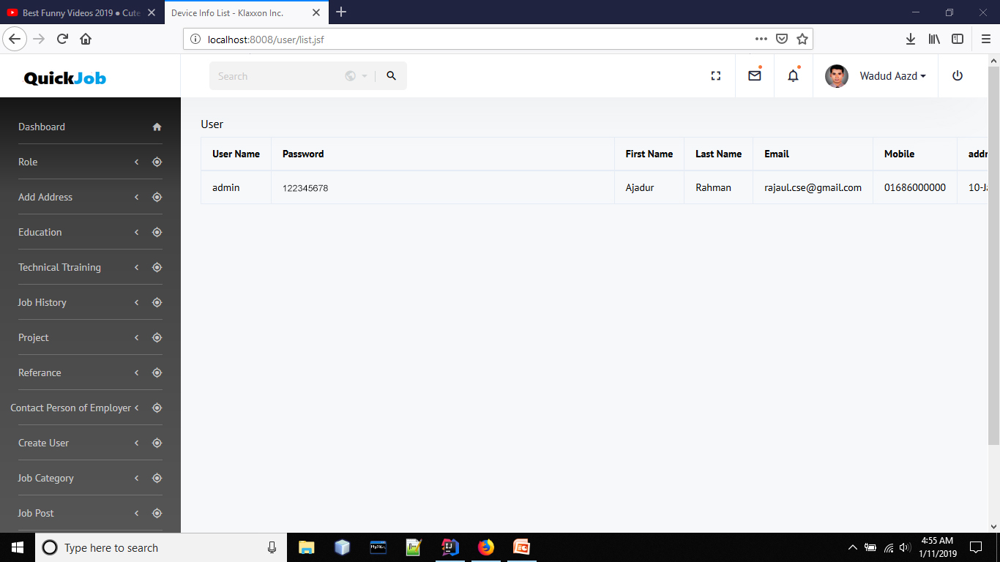 Best Funny Videos 2019 ● Cute
Device Info List - Klaxxon Inc.
localhost:8008/user/list.jsf
QuickJob
Search
Wadud Aazd
Dashboard
Role
Add Address
Education
Technical Ttraining
Job History
Project
Referance
Contact Person of Employer
Create User
Job Category
Job Post
User
User Name Password First Name Last Name Email Mobile addr
admin 122345678 Ajadur Rahman rajaul.cse@gmail.com 01686000000 10-Ja
Type here to search
MySQL
IJ
4:55 AM
1/11/2019